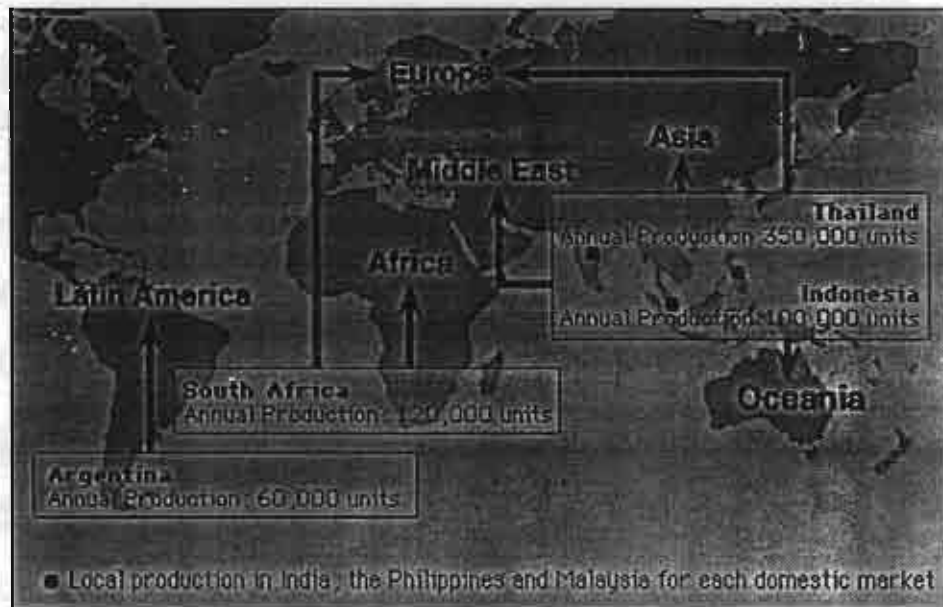 Europe
Asia
Middle East
Thailand
Annual Production 350,000 units
Africa
Latin America
Indonesia
Annual Production: 100,000 units
South Africa
Annual Production: 120,000 units
Oceania
Argentina
Annual Production: 60,000 units
■ Local production in India, the Philippines and Malaysia for each domestic market